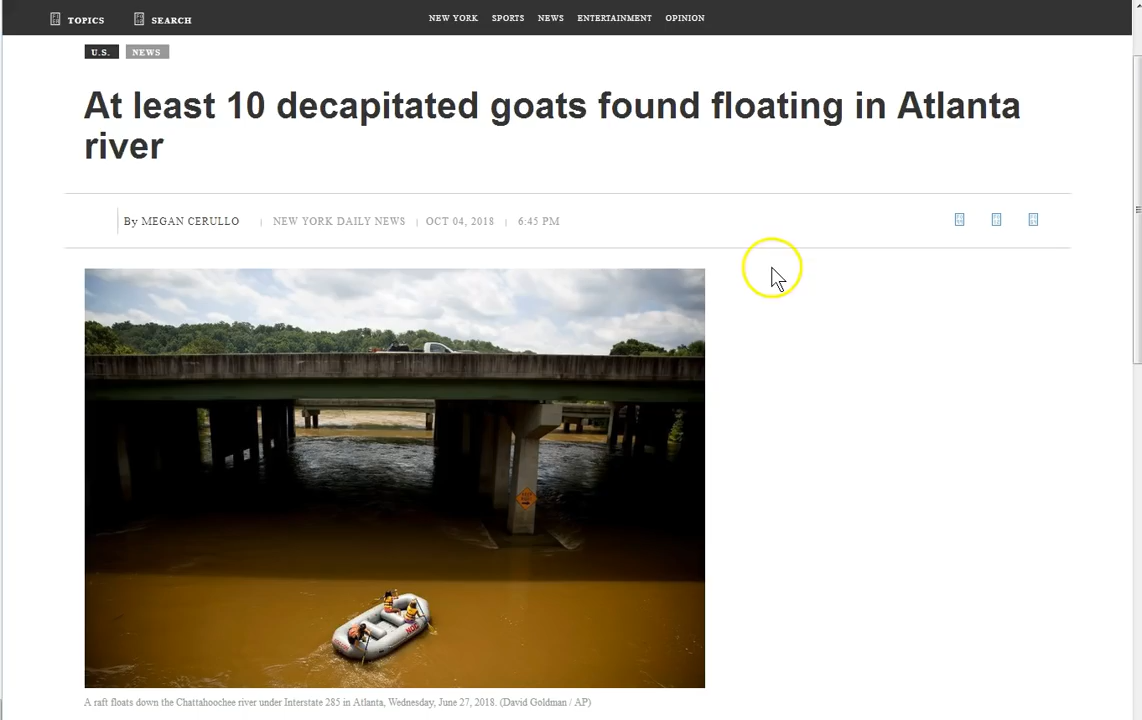 TOPICS SEARCH NEW YORK SPORTS NEWS ENTERTAINMENT OPINION
U.S. NEWS
At least 10 decapitated goats found floating in Atlanta
river
By MEGAN CERULLO | NEW YORK DAILY NEWS | OCT 04, 2018 | 6:45 PM
NOC
A raft floats down the Chattahoochee river under Interstate 285 in Atlanta, Wednesday, June 27, 2018. (David Goldman / AP)